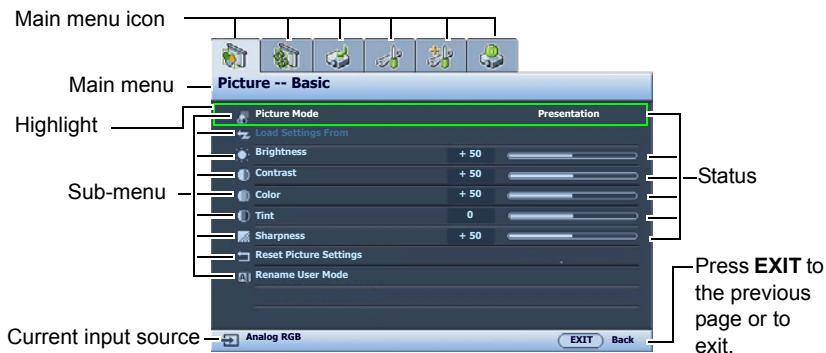 Main menu icon
Main menu
Picture -- Basic
Highlight
Picture Mode Presentation
Load Settings From
Brightness + 50
Contrast + 50
Sub-menu
Color + 50
Status
Tint 0
Sharpness + 50
Reset Picture Settings
Rename User Mode
Press EXIT to
the previous
page or to
exit.
Current input source
Analog RGB
EXIT Back